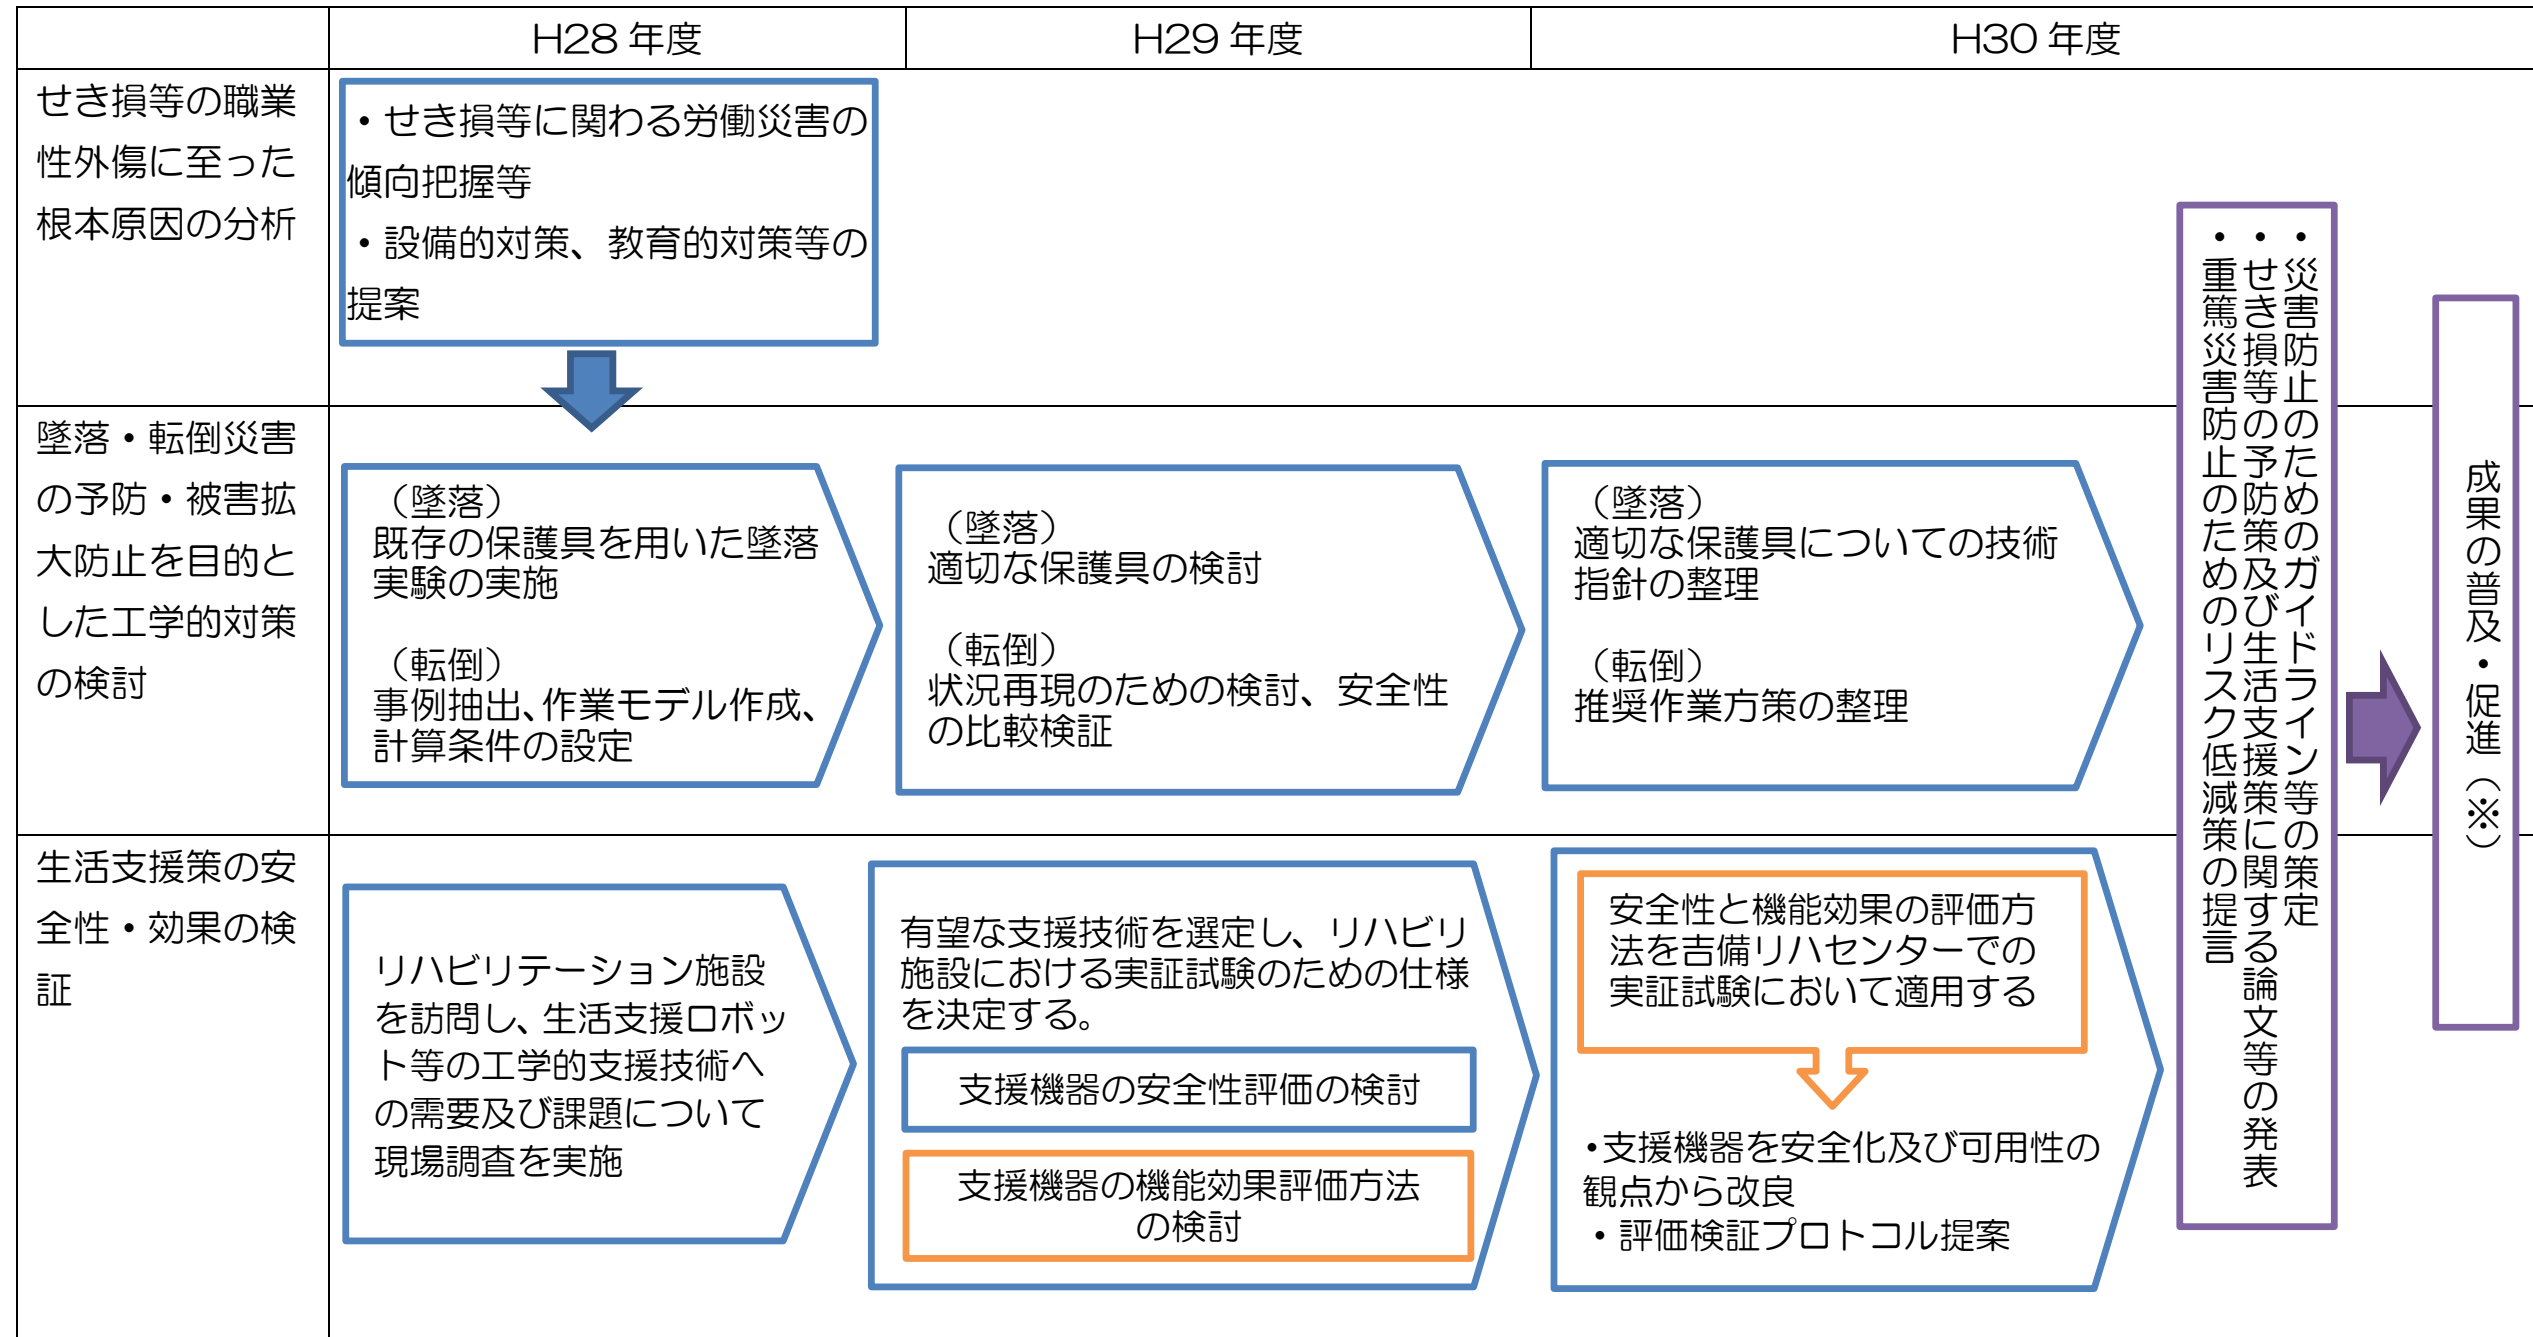 H28 年度
H29 年度
H30 年度
せき損等の職業
性外傷に至った
根本原因の分析
・せき損等に関わる労働災害の
傾向把握等
・設備的対策、教育的対策等の
提案
墜落・転倒災害
の予防・被害拡
大防止を目的と
した工学的対策
の検討
（墜落）
既存の保護具を用いた墜落
実験の実施
（転倒）
事例抽出、作業モデル作成、
計算条件の設定
（墜落）
適切な保護具の検討
（転倒）
状況再現のための検討、安全性
の比較検証
（墜落）
適切な保護具についての技術
指針の整理
（転倒）
推奨作業方策の整理
生活支援策の安
全性・効果の検
証
リハビリテーション施設
を訪問し、生活支援ロボッ
ト等の工学的支援技術へ
の需要及び課題について
現場調査を実施
有望な支援技術を選定し、リハビリ
施設における実証試験のための仕様
を決定する。
支援機器の安全性評価の検討
支援機器の機能効果評価方法
の検討
安全性と機能効果の評価方
法を吉備リハセンターでの
実証試験において適用する
・支援機器を安全化及び可用性の
観点から改良
・評価検証プロトコル提案
・災害防止のためのガイドライン等の策定
・せき損等の予防策及び生活支援策に関する論文等の発表
・重篤災害防止のためのリスク低減策の提言
成果の普及・促進（※）